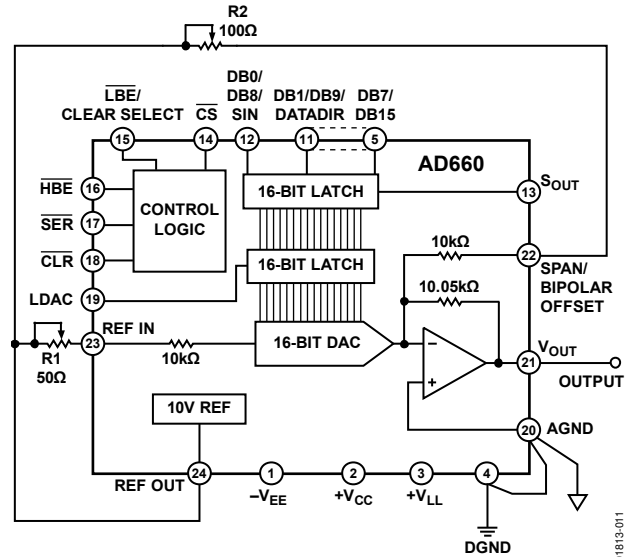 R2
100Ω
LBE/
CLEAR SELECT
CS
DB0/
DB8/
SIN
DB1/DB9/
DATADIR
DB7/
DB15
15
14
12
11
5
AD660
HBE
16
SER
17
CLR
18
LDAC
19
CONTROL
LOGIC
16-BIT LATCH
16-BIT LATCH
16-BIT DAC
13
SOUT
10kΩ
10.05kΩ
22
SPAN/
BIPOLAR
OFFSET
REF IN
23
R1
50Ω
10kΩ
–
+
VOUT
21
OUTPUT
20
AGND
10V REF
REF OUT
24
1
–VEE
2
+VCC
3
+VLL
4
DGND
01813-011